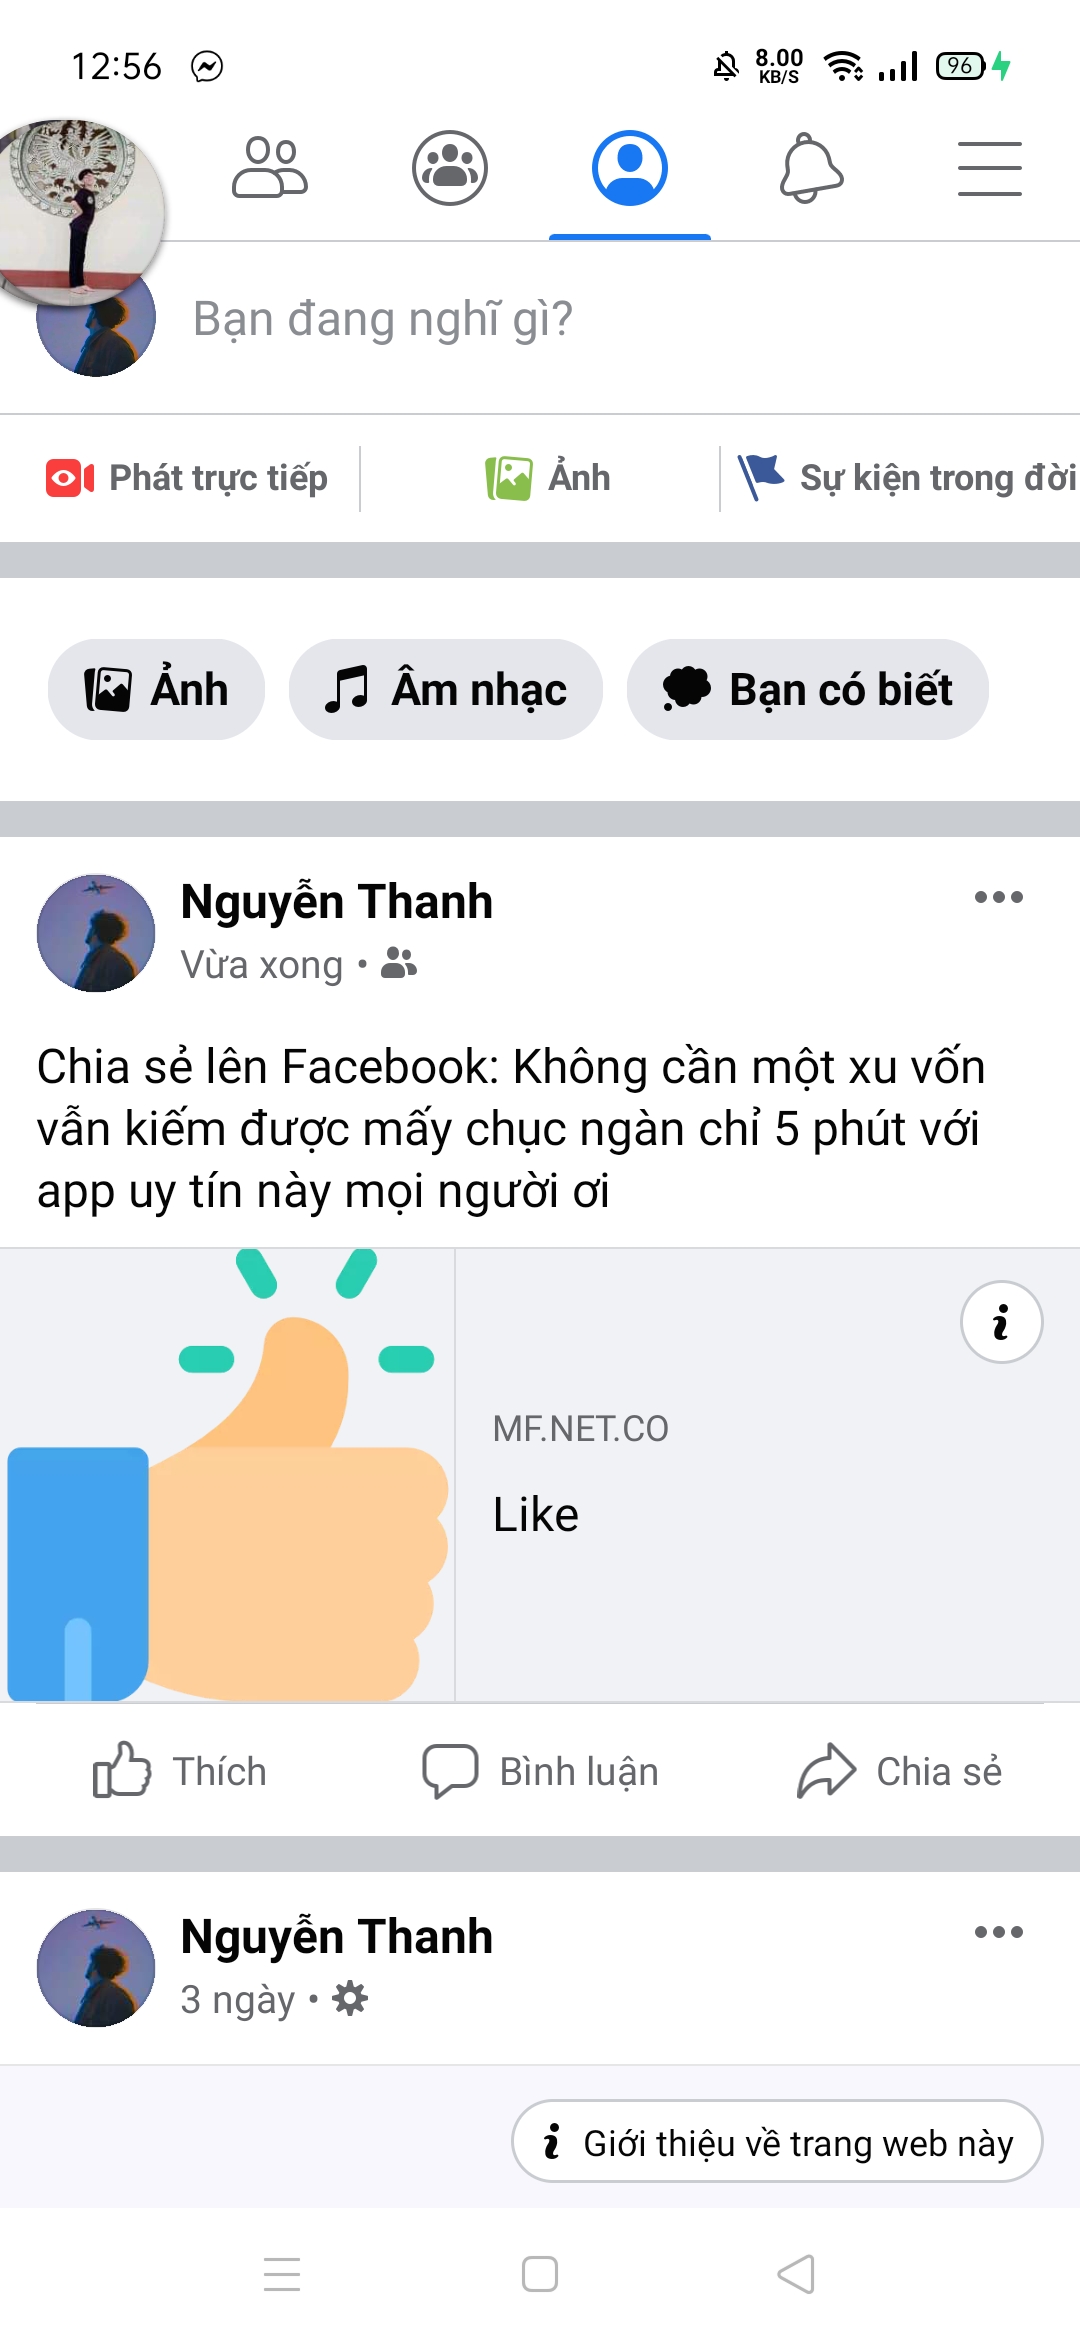 12:56
8.00
KB/S
96
Bạn đang nghĩ gì?
Phát trực tiếp
Ảnh
Sự kiện trong đời
Ảnh
Âm nhạc
Bạn có biết
Nguyễn Thanh
Vừa xong •
Chia sẻ lên Facebook: Không cần một xu vốn
vẫn kiếm được mấy chục ngàn chỉ 5 phút với
app uy tín này mọi người ơi
MF.NET.CO
Like
Thích
Bình luận
Chia sẻ
Nguyễn Thanh
3 ngày •
Giới thiệu về trang web này